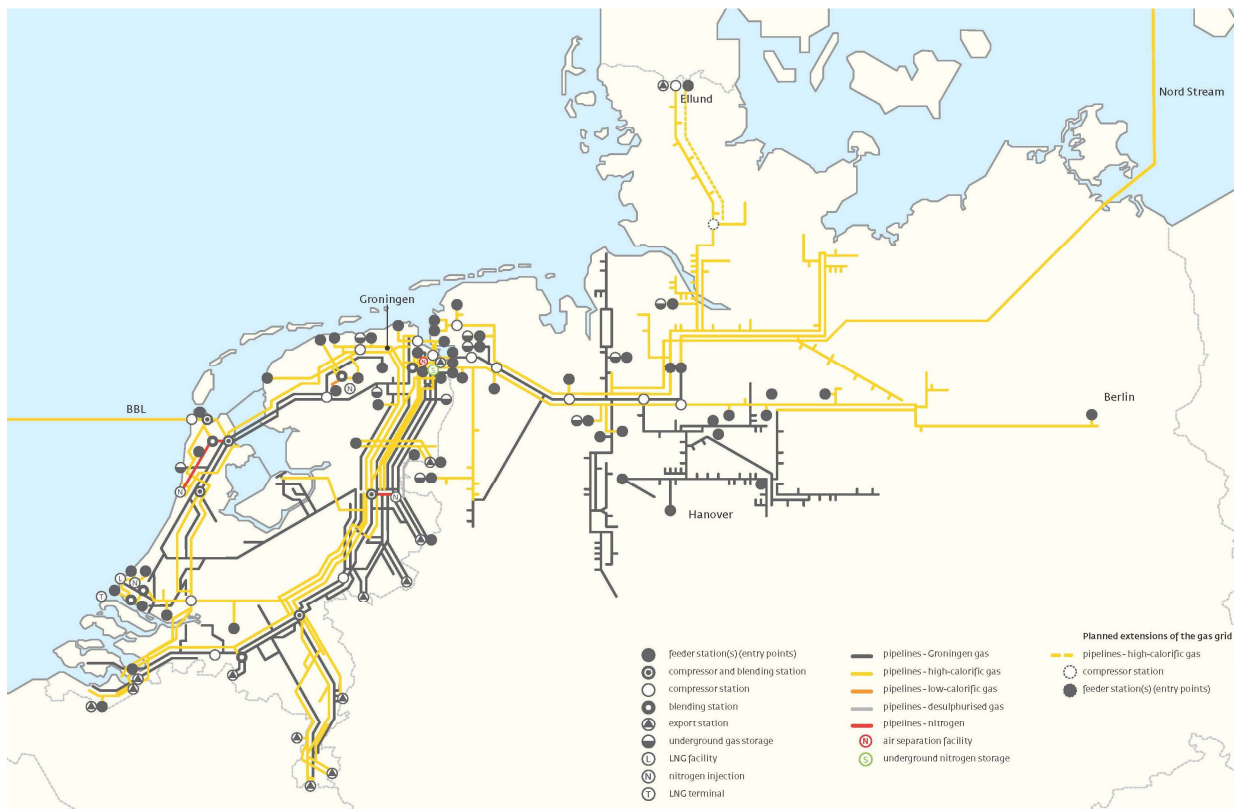 Ellund
Nord Stream
Groningen
BBL
Berlin
Hanover
N
S
N
N
N
L
N
T
feeder station(s) (entry points)
compressor and blending station
compressor station
blending station
export station
underground gas storage
L LNG facility
N nitrogen injection
T LNG terminal
pipelines - Groningen gas
pipelines - high-calorific gas
pipelines - low-calorific gas
pipelines - desulphurised gas
pipelines - nitrogen
N air separation facility
S underground nitrogen storage
Planned extensions of the gas grid
pipelines - high-calorific gas
compressor station
feeder station(s) (entry points)